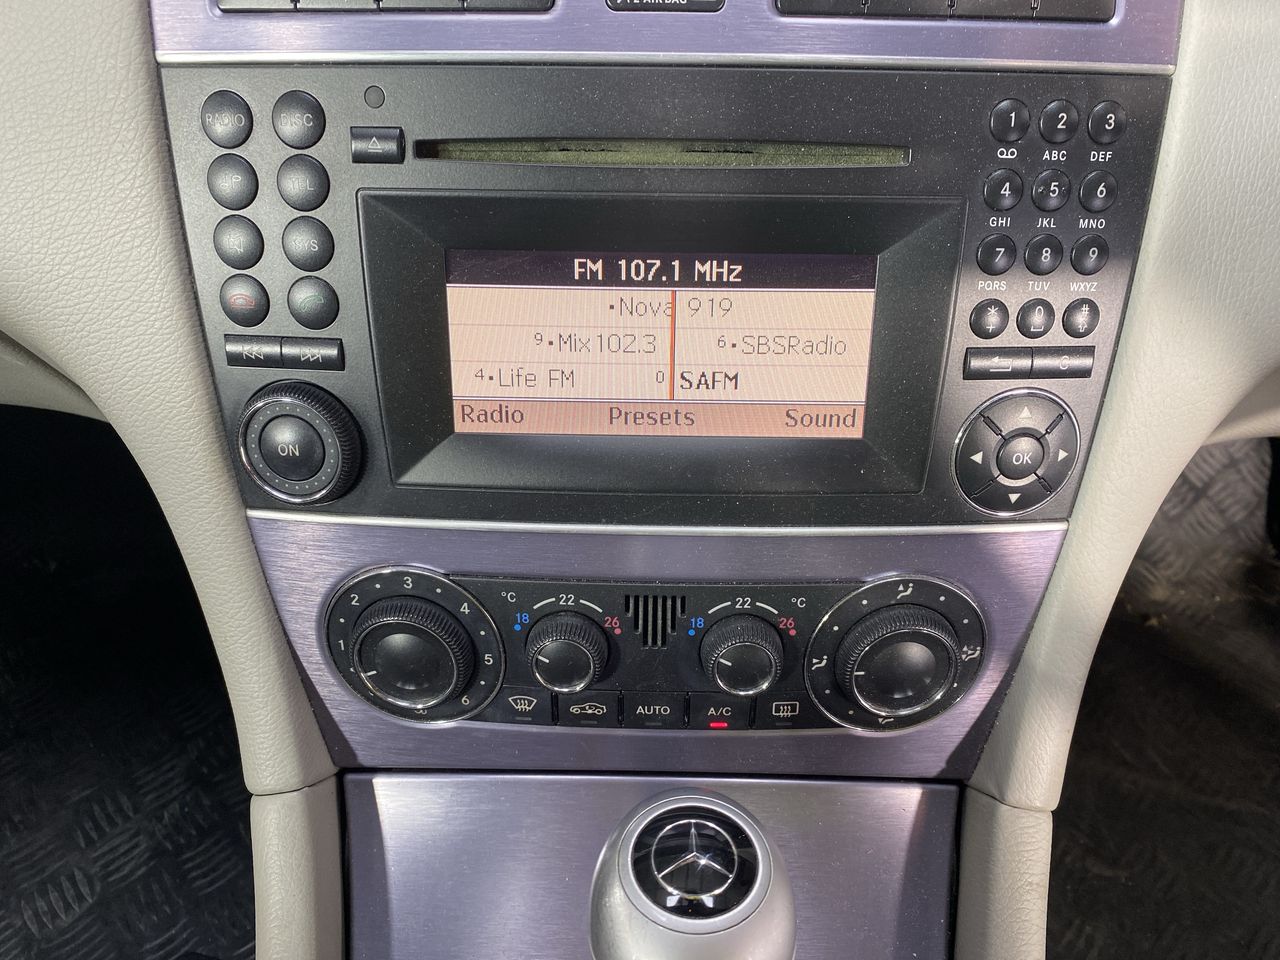 2 AIRBAG
RADIO DISC
TEL
SYS
ON
FM 107.1 MHz
•Nova 919
9•Mix102.3 6•SBSRadio
4•Life FM 0 SAFM
Radio Presets Sound
1 2 3
ABC DEF
4 5 6
GHI JKL MNO
7 8 9
PQRS TUV WXYZ
* 0 #
C
OK
1 2 3 4 5 6
°C 18 22 26
18 22 26 °C
AUTO A/C